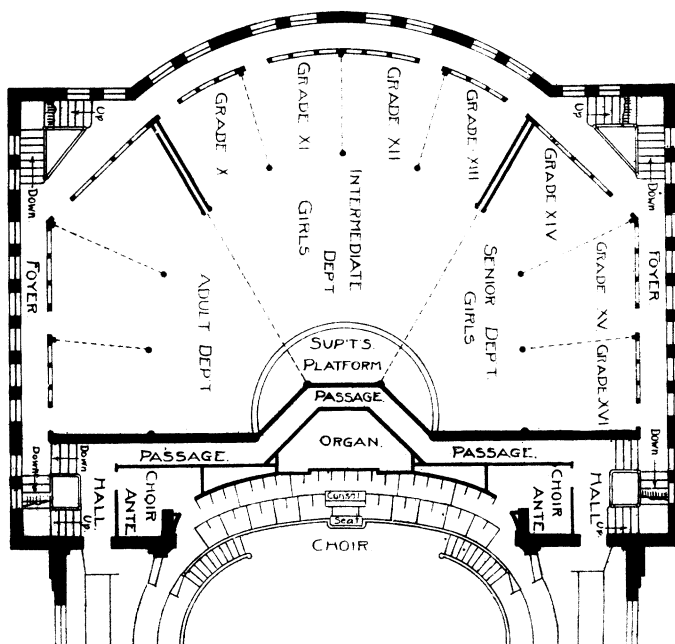 Up
Up
GRADE X
GRADE XI
GRADE XII
GRADE XIII
GRADE XIV
GRADE XV
GRADE XVI
Down
Down
FOYER
FOYER
INTERMEDIATE
DEPT
GIRLS
ADULT DEPT
SENIOR DEPT.
GIRLS
SUP'T'S.
PLATFORM
PASSAGE.
ORGAN.
PASSAGE.
PASSAGE.
Down
Down
Down
HALL
HALL
Up
Up
CHOIR
ANTE.
CHOIR
ANTE.
Seat
CHOIR